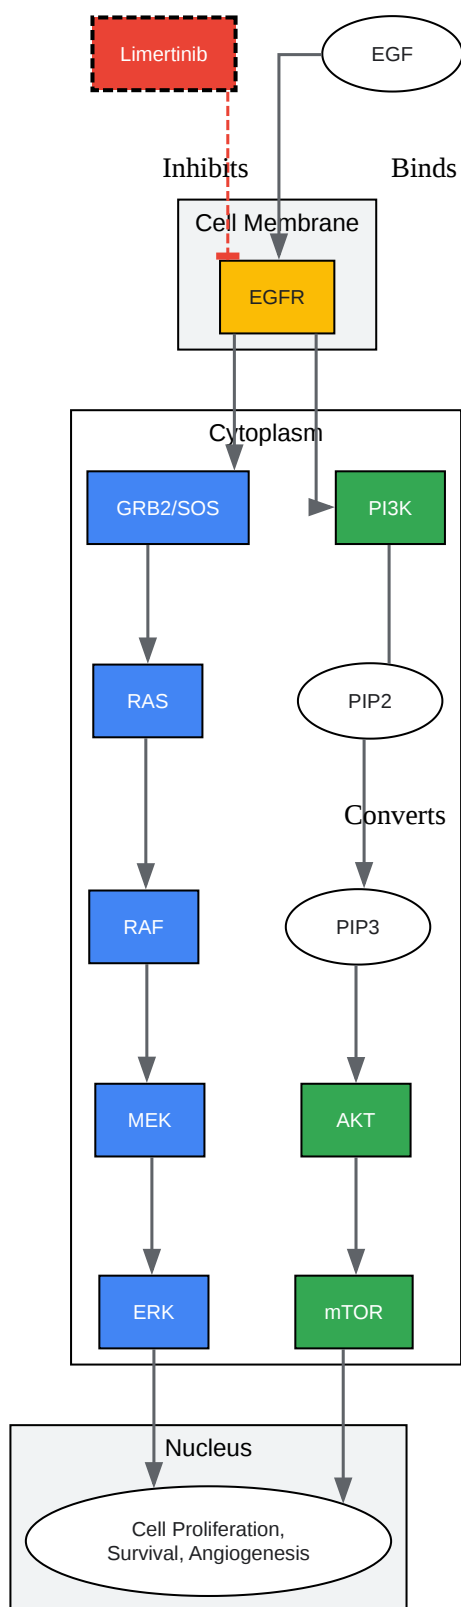 Limertinib
EGF
Inhibits
Binds
Cell Membrane
EGFR
Cytoplasm
GRB2/SOS
PI3K
RAS
PIP2
Converts
RAF
PIP3
MEK
AKT
ERK
mTOR
Nucleus
Cell Proliferation,
Survival, Angiogenesis